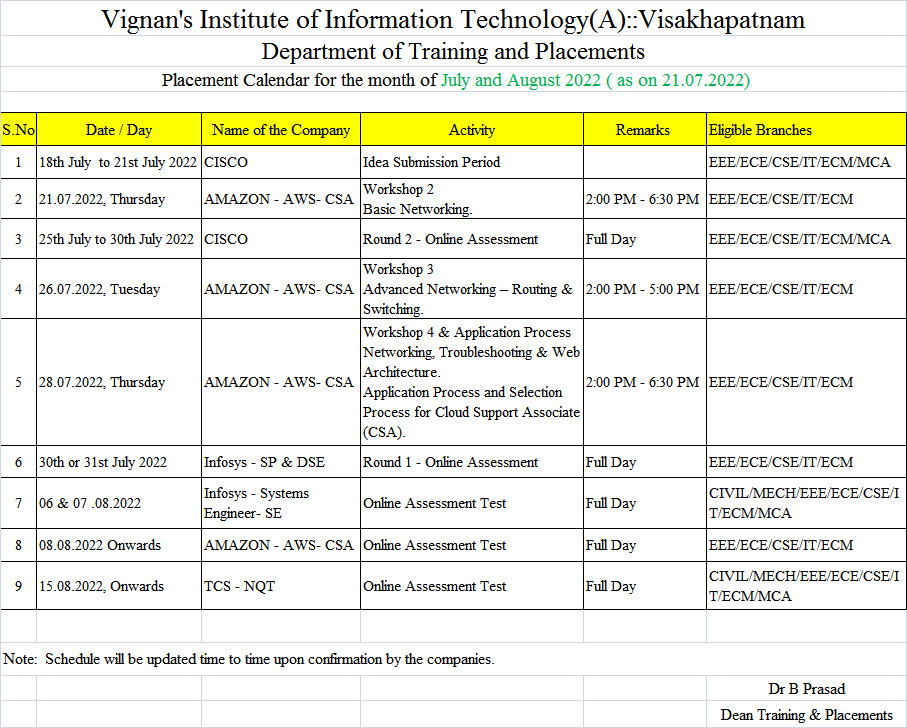 Vignan's Institute of Information Technology(A)::Visakhapatnam
Department of Training and Placements
Placement Calendar for the month of July and August 2022 ( as on 21.07.2022)
S.No Date / Day Name of the Company Activity Remarks Eligible Branches
1 18th July  to 21st July 2022 CISCO Idea Submission Period EEE/ECE/CSE/IT/ECM/MCA
2 21.07.2022, Thursday AMAZON - AWS- CSA Workshop 2
Basic Networking. 2:00 PM - 6:30 PM EEE/ECE/CSE/IT/ECM
3 25th July to 30th July 2022 CISCO Round 2 - Online Assessment Full Day EEE/ECE/CSE/IT/ECM/MCA
4 26.07.2022, Tuesday AMAZON - AWS- CSA Workshop 3
Advanced Networking – Routing &
Switching. 2:00 PM - 5:00 PM EEE/ECE/CSE/IT/ECM
5 28.07.2022, Thursday AMAZON - AWS- CSA Workshop 4 & Application Process
Networking, Troubleshooting & Web
Architecture.
Application Process and Selection
Process for Cloud Support Associate
(CSA). 2:00 PM - 6:30 PM EEE/ECE/CSE/IT/ECM
6 30th or 31st July 2022 Infosys - SP & DSE Round 1 - Online Assessment Full Day EEE/ECE/CSE/IT/ECM
7 06 & 07 .08.2022 Infosys - Systems
Engineer- SE Online Assessment Test Full Day CIVIL/MECH/EEE/ECE/CSE/I
T/ECM/MCA
8 08.08.2022 Onwards AMAZON - AWS- CSA Online Assessment Test Full Day EEE/ECE/CSE/IT/ECM
9 15.08.2022, Onwards TCS - NQT Online Assessment Test Full Day CIVIL/MECH/EEE/ECE/CSE/I
T/ECM/MCA
Note:  Schedule will be updated time to time upon confirmation by the companies.
Dr B Prasad
Dean Training & Placements